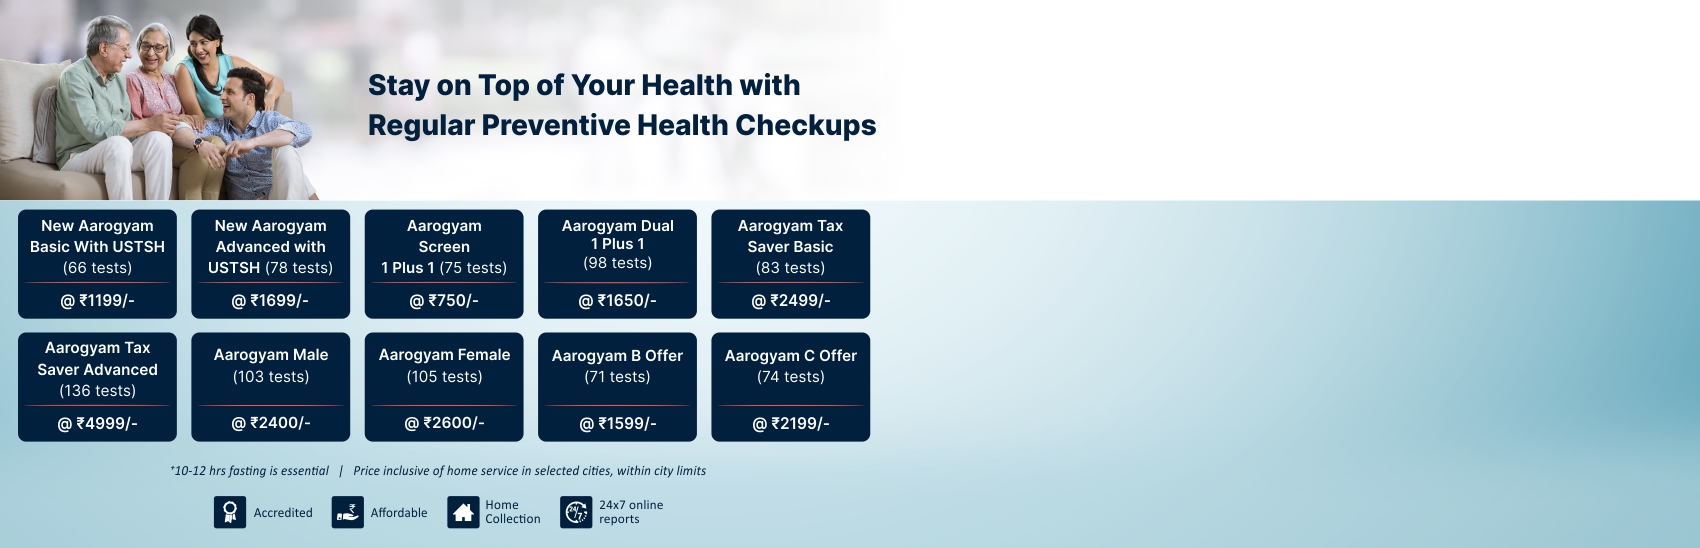 Stay on Top of Your Health with
Regular Preventive Health Checkups
New Aarogyam
Basic With USTSH
(66 tests)
@ ₹1199/-
New Aarogyam
Advanced with
USTSH (78 tests)
@ ₹1699/-
Aarogyam
Screen
1 Plus 1 (75 tests)
@ ₹750/-
Aarogyam Dual
1 Plus 1
(98 tests)
@ ₹1650/-
Aarogyam Tax
Saver Basic
(83 tests)
@ ₹2499/-
Aarogyam Tax
Saver Advanced
(136 tests)
@ ₹4999/-
Aarogyam Male
(103 tests)
@ ₹2400/-
Aarogyam Female
(105 tests)
@ ₹2600/-
Aarogyam B Offer
(71 tests)
@ ₹1599/-
Aarogyam C Offer
(74 tests)
@ ₹2199/-
*10-12 hrs fasting is essential | Price inclusive of home service in selected cities, within city limits
Accredited
₹
Affordable
Home
Collection
24/7
24x7 online
reports